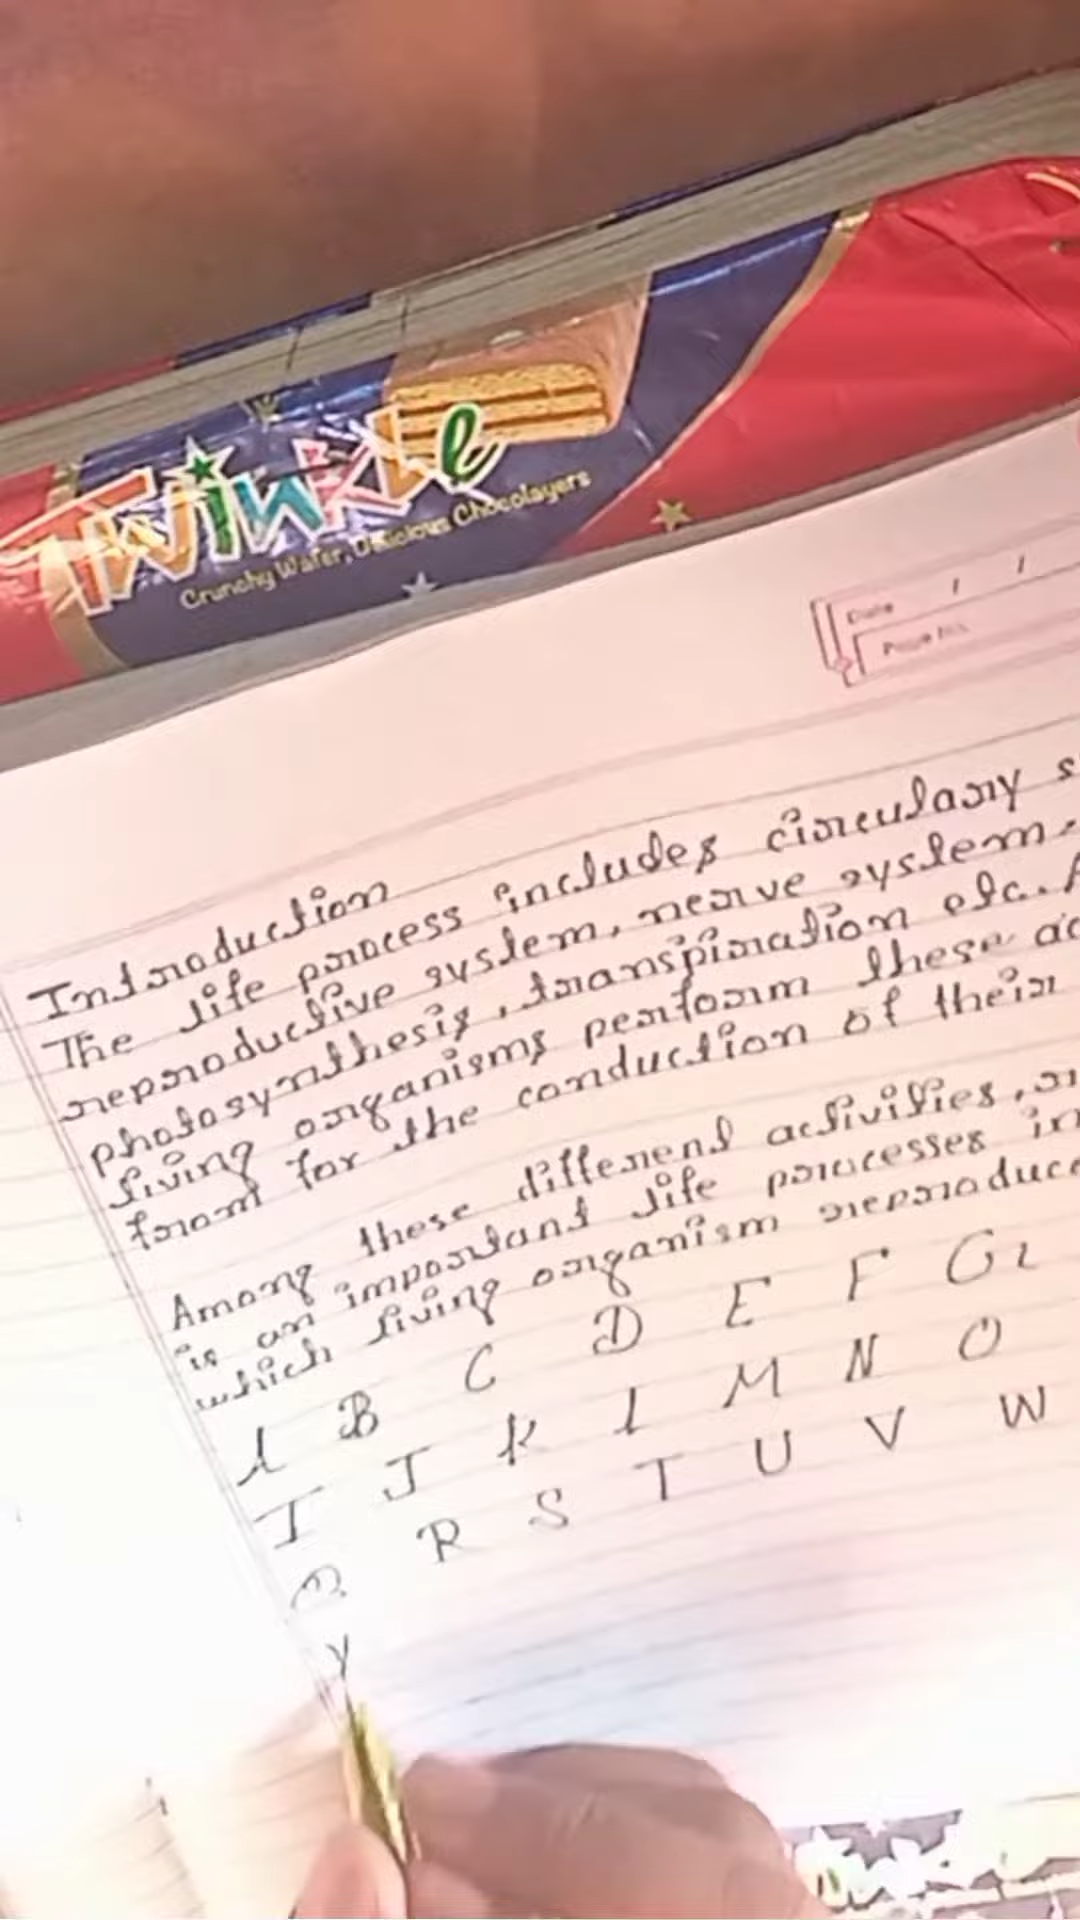 Twinkle
Crunchy Wafer, Delicious Chocolayers
Date / /
Page No.
Introduction
The life process includes circulary
reproductive system, nerve system.
photosynthesis, transpiration etc.
living organisms perform these
from for the conduction of their
Among these different activities,
is an important life processes in
which living organism reproduce
A B C D E F G
I J K L M N O
Q R S T U V W
Y